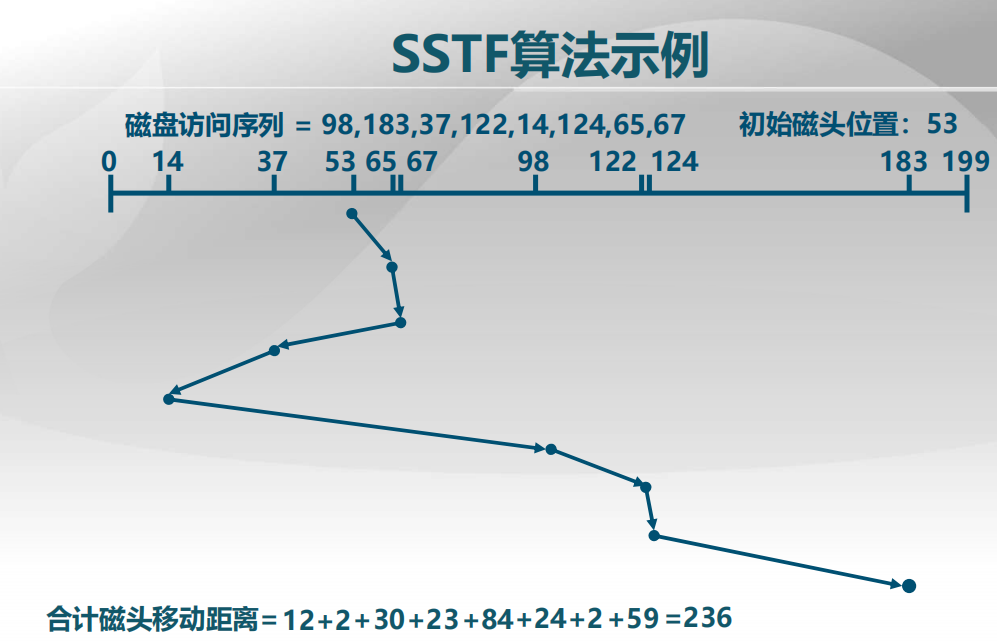 SSTF算法示例
磁盘访问序列 = 98,183,37,122,14,124,65,67 初始磁头位置：53
0 14 37 53 65 67 98 122 124 183 199
合计磁头移动距离=12+2+30+23+84+24+2+59=236